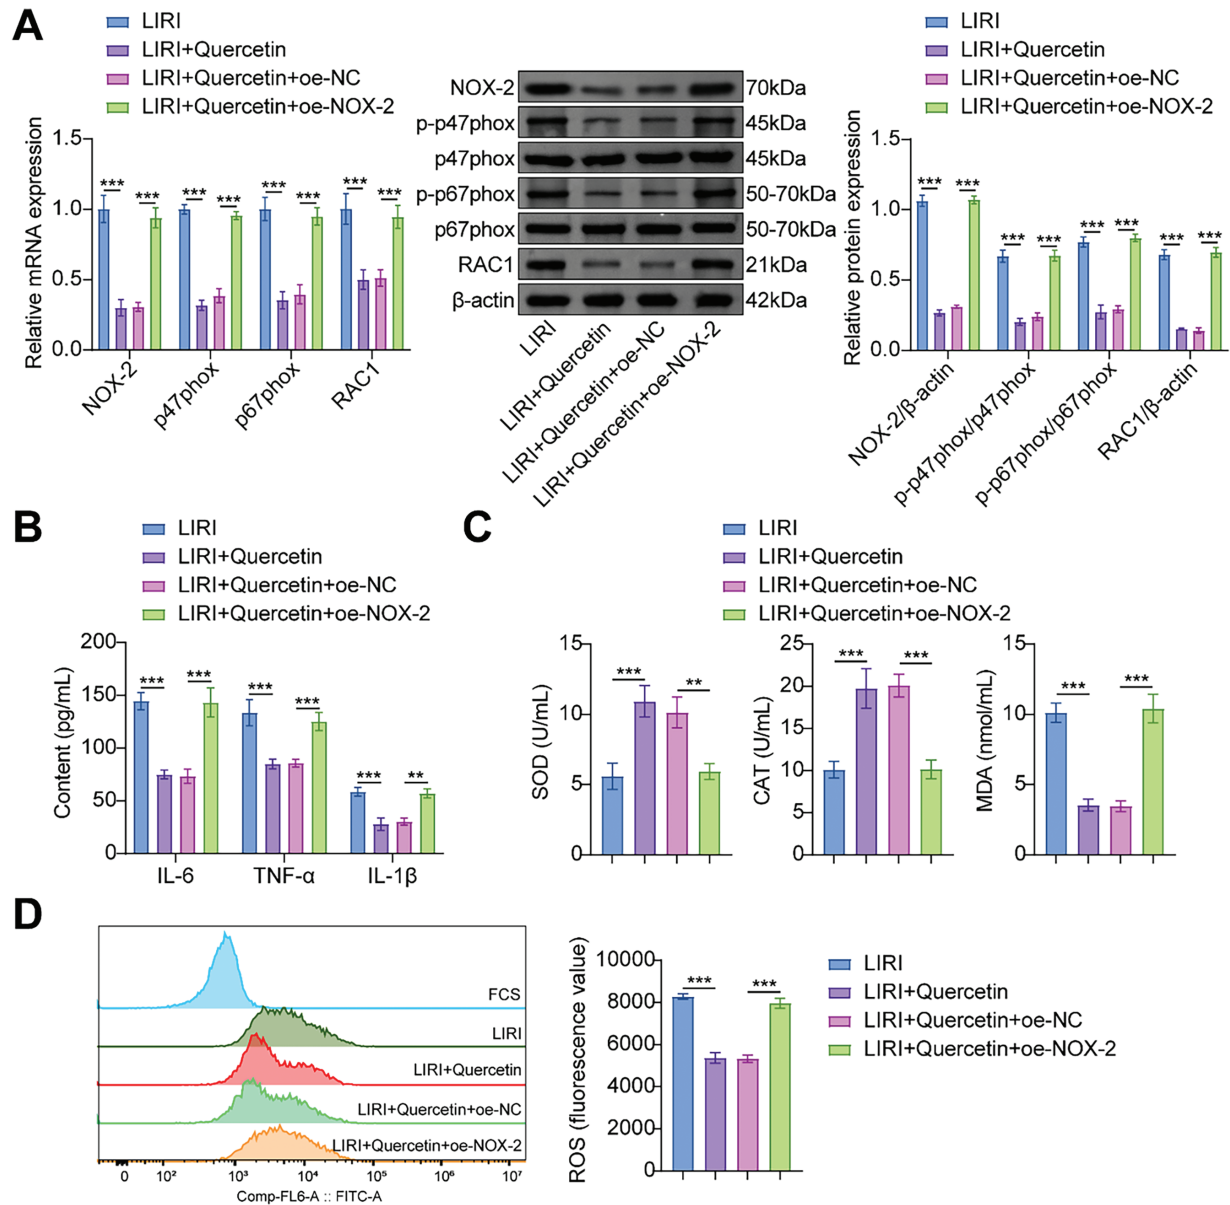 A
LIRI
LIRI+Quercetin
LIRI+Quercetin+oe-NC
LIRI+Quercetin+oe-NOX-2
Relative mRNA expression
1.5
1.0
0.5
0.0
*** *** *** *** *** *** *** ***
NOX-2
p47phox
p67phox
RAC1
NOX-2 70kDa
p-p47phox 45kDa
p47phox 45kDa
p-p67phox 50-70kDa
p67phox 50-70kDa
RAC1 21kDa
β-actin 42kDa
LIRI
LIRI+Quercetin
LIRI+Quercetin+oe-NC
LIRI+Quercetin+oe-NOX-2
LIRI
LIRI+Quercetin
LIRI+Quercetin+oe-NC
LIRI+Quercetin+oe-NOX-2
Relative protein expression
1.5
1.0
0.5
0.0
*** *** *** *** *** *** *** ***
NOX-2/β-actin
p-p47phox/p47phox
p-p67phox/p67phox
RAC1/β-actin
B
LIRI
LIRI+Quercetin
LIRI+Quercetin+oe-NC
LIRI+Quercetin+oe-NOX-2
Content (pg/mL)
200
150
100
50
0
*** *** *** *** *** **
IL-6 TNF-α IL-1β
C
LIRI
LIRI+Quercetin
LIRI+Quercetin+oe-NC
LIRI+Quercetin+oe-NOX-2
SOD (U/mL)
15
10
5
0
*** **
CAT (U/mL)
25
20
15
10
5
0
*** ***
MDA (nmol/mL)
15
10
5
0
*** ***
D
FCS
LIRI
LIRI+Quercetin
LIRI+Quercetin+oe-NC
LIRI+Quercetin+oe-NOX-2
0 10² 10³ 10⁴ 10⁵ 10⁶ 10⁷
Comp-FL6-A :: FITC-A
ROS (fluorescence value)
10000
8000
6000
4000
2000
0
*** ***
LIRI
LIRI+Quercetin
LIRI+Quercetin+oe-NC
LIRI+Quercetin+oe-NOX-2